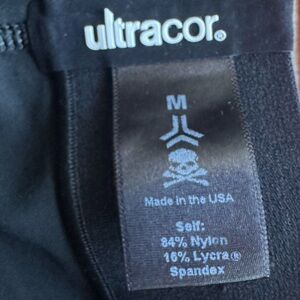 ultracor®
M
Made in the USA
Self:
84% Nylon
16% Lycra®
Spandex